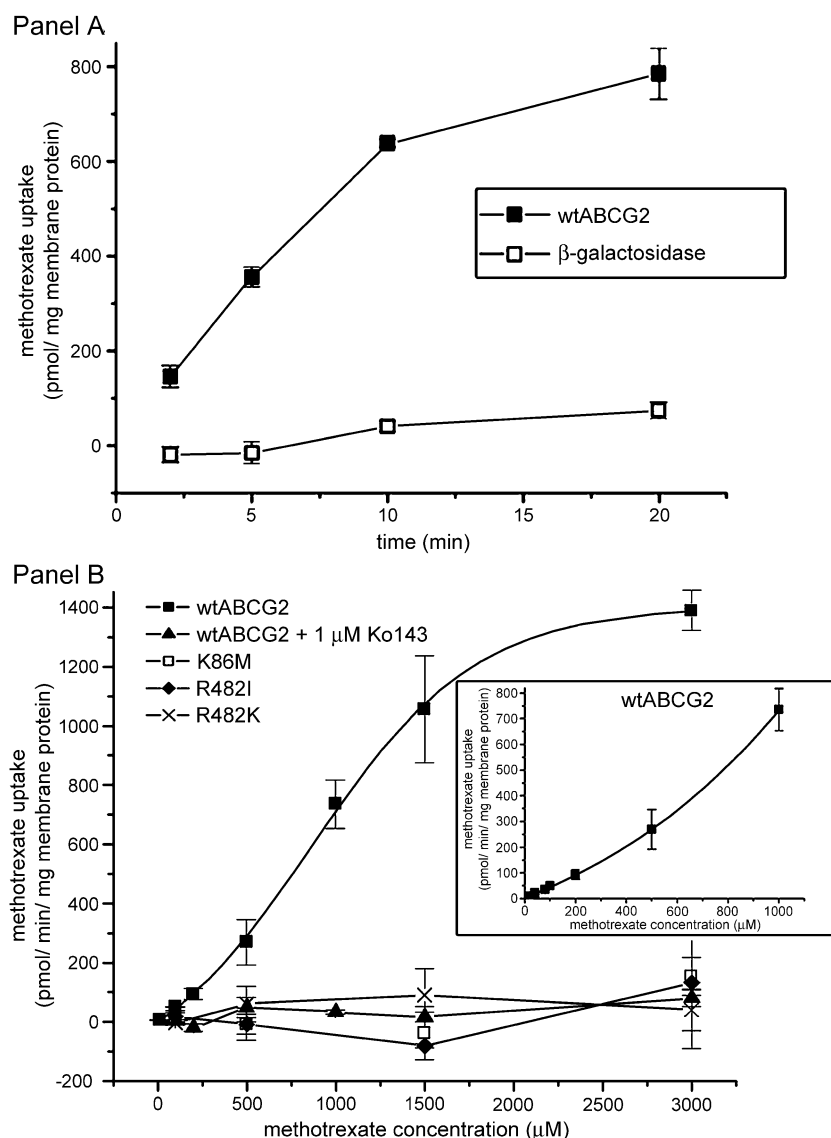 Panel A
800
600
400
200
0
methotrexate uptake
(pmol/ mg membrane protein)
wtABCG2
β-galactosidase
0
5
10
15
20
time (min)
Panel B
wtABCG2
wtABCG2 + 1 μM Ko143
K86M
R482I
R482K
1400
1200
1000
800
600
400
200
0
-200
methotrexate uptake
(pmol/ min/ mg membrane protein)
wtABCG2
800
700
600
500
400
300
200
100
0
methotrexate uptake
(pmol/ min/ mg membrane protein)
0
200
400
600
800
1000
methotrexate concentration (μM)
0
500
1000
1500
2000
2500
3000
methotrexate concentration (μM)